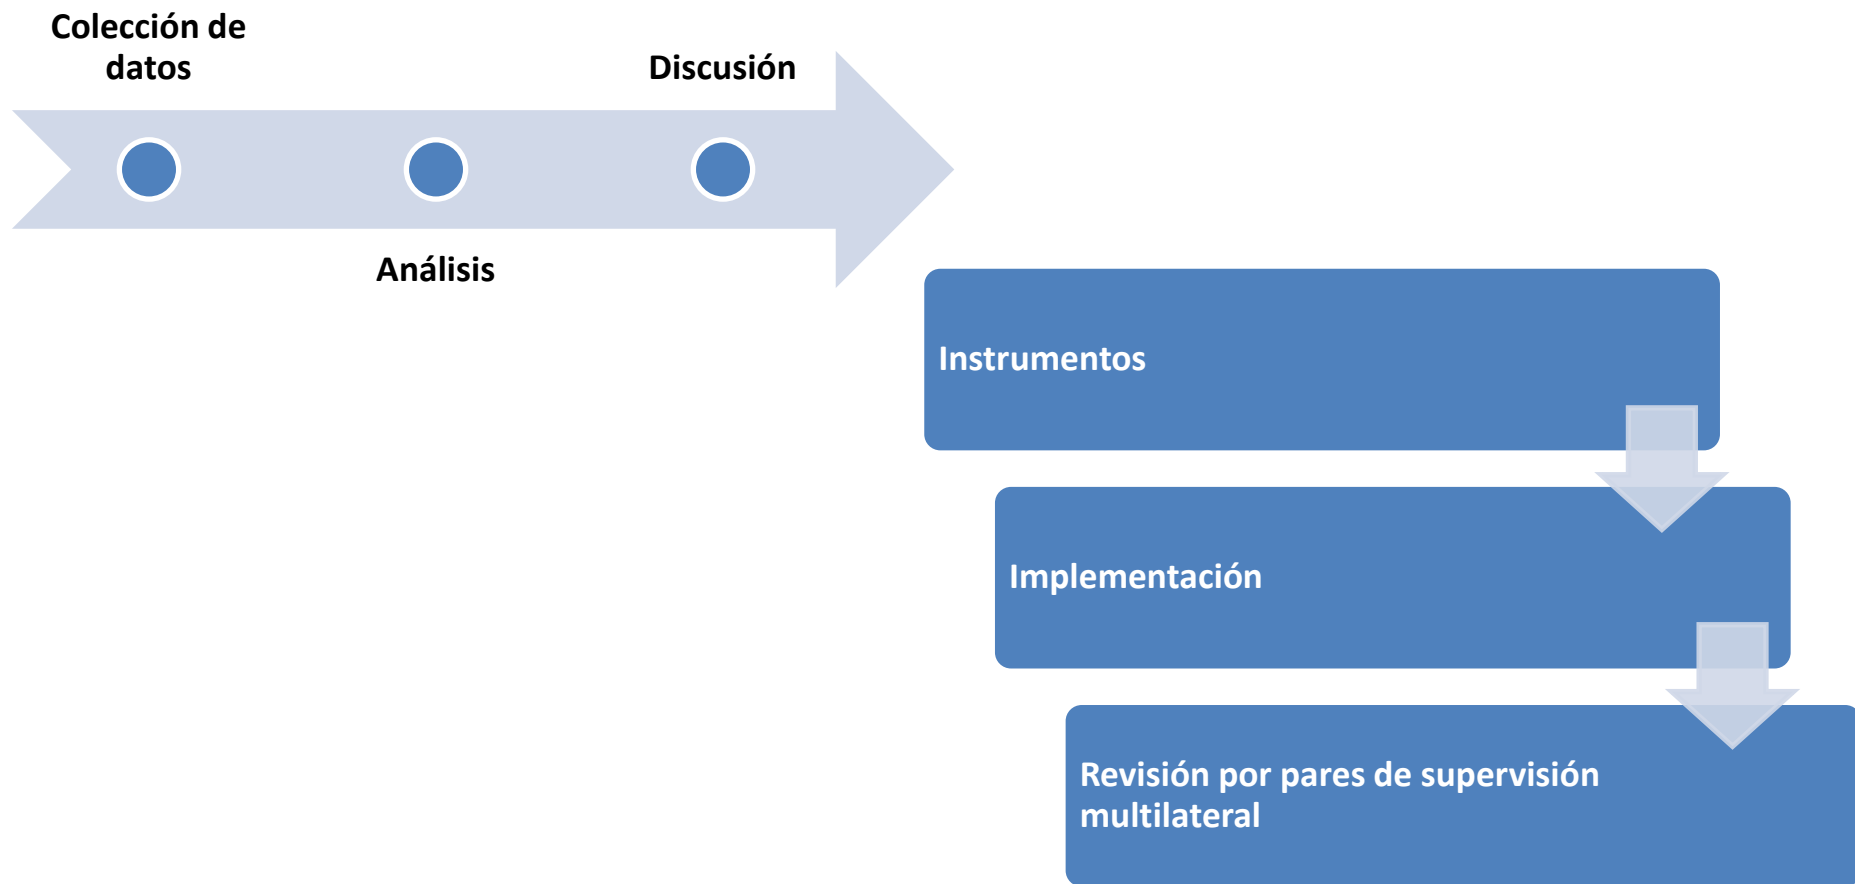 Colección de
datos
Discusión
Análisis
Instrumentos
Implementación
Revisión por pares de supervisión
multilateral